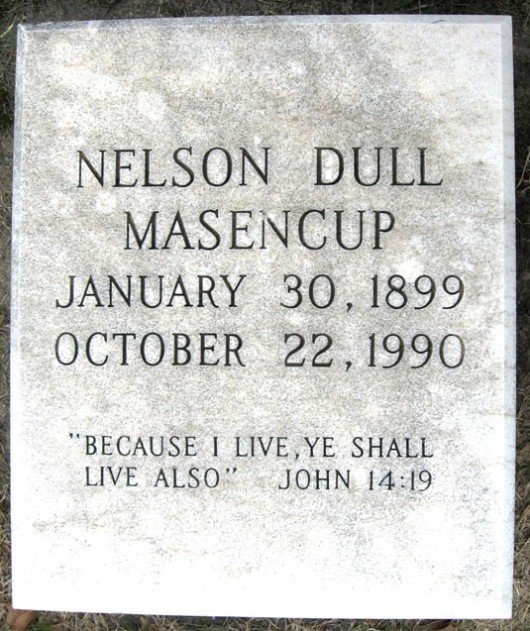 NELSON DULL
MASENCUP
JANUARY 30, 1899
OCTOBER 22, 1990
"BECAUSE I LIVE, YE SHALL
LIVE ALSO" JOHN 14:19